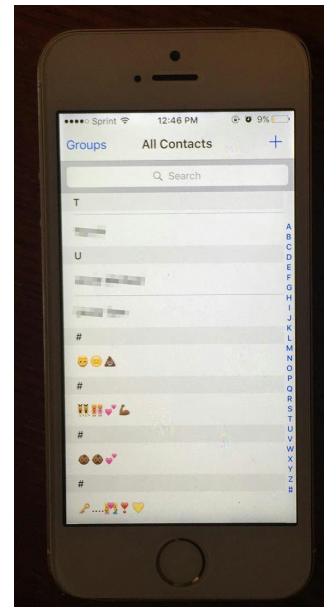 Sprint 12:46 PM 9%
Groups All Contacts +
Search
T
U
#
#
#
#
....
A
B
C
D
E
F
G
H
I
J
K
L
M
N
O
P
Q
R
S
T
U
V
W
X
Y
Z
#